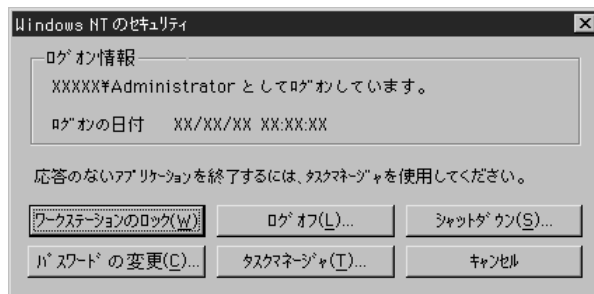 Windows NT のｾｷｭﾘﾃｨ
ﾛｸﾞｵﾝ情報
XXXXX¥Administrator としてﾛｸﾞｵﾝしています。
ﾛｸﾞｵﾝの日付 XX/XX/XX XX:XX:XX
応答のないｱﾌﾟﾘｹｰｼｮﾝを終了するには、ﾀｽｸﾏﾈｰｼﾞｬを使用してください。
ﾜｰｸｽﾃｰｼｮﾝのﾛｯｸ(W)
ﾛｸﾞｵﾌ(L)...
ｼｬｯﾄﾀﾞｳﾝ(S)...
ﾊﾟｽﾜｰﾄﾞの変更(C)...
ﾀｽｸﾏﾈｰｼﾞｬ(T)...
ｷｬﾝｾﾙ